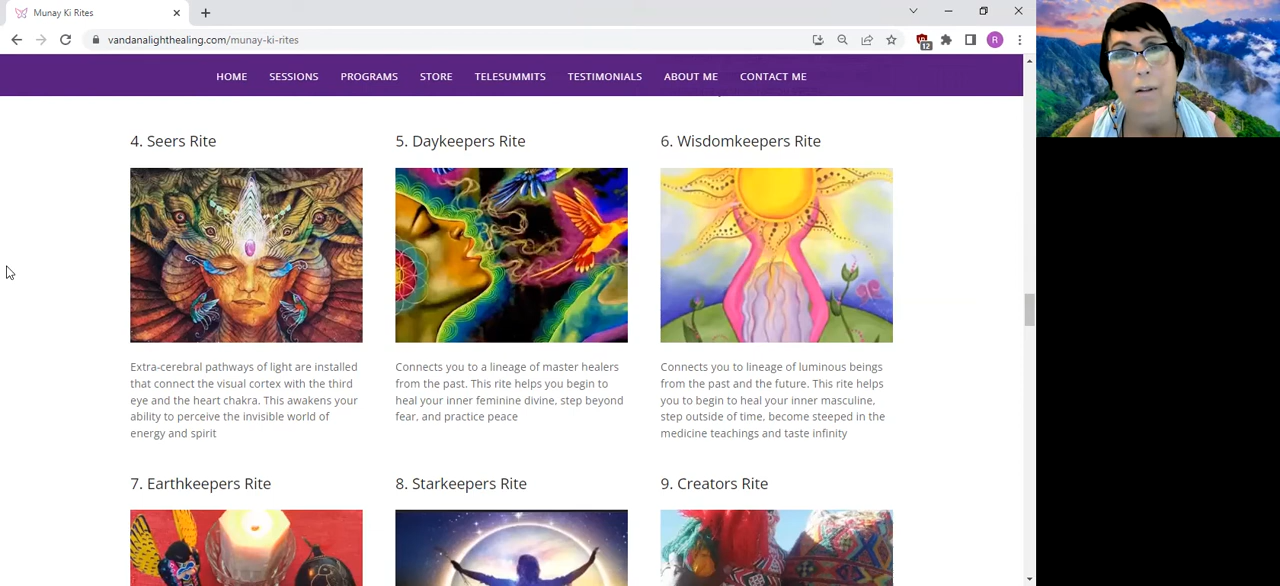 Munay Ki Rites
vandanalighthealing.com/munay-ki-rites
12
R
HOME SESSIONS PROGRAMS STORE TELESUMMITS TESTIMONIALS ABOUT ME CONTACT ME
4. Seers Rite
5. Daykeepers Rite
6. Wisdomkeepers Rite
Extra-cerebral pathways of light are installed
that connect the visual cortex with the third
eye and the heart chakra. This awakens your
ability to perceive the invisible world of
energy and spirit
Connects you to a lineage of master healers
from the past. This rite helps you begin to
heal your inner feminine divine, step beyond
fear, and practice peace
Connects you to lineage of luminous beings
from the past and the future. This rite helps
you to begin to heal your inner masculine,
step outside of time, become steeped in the
medicine teachings and taste infinity
7. Earthkeepers Rite
8. Starkeepers Rite
9. Creators Rite